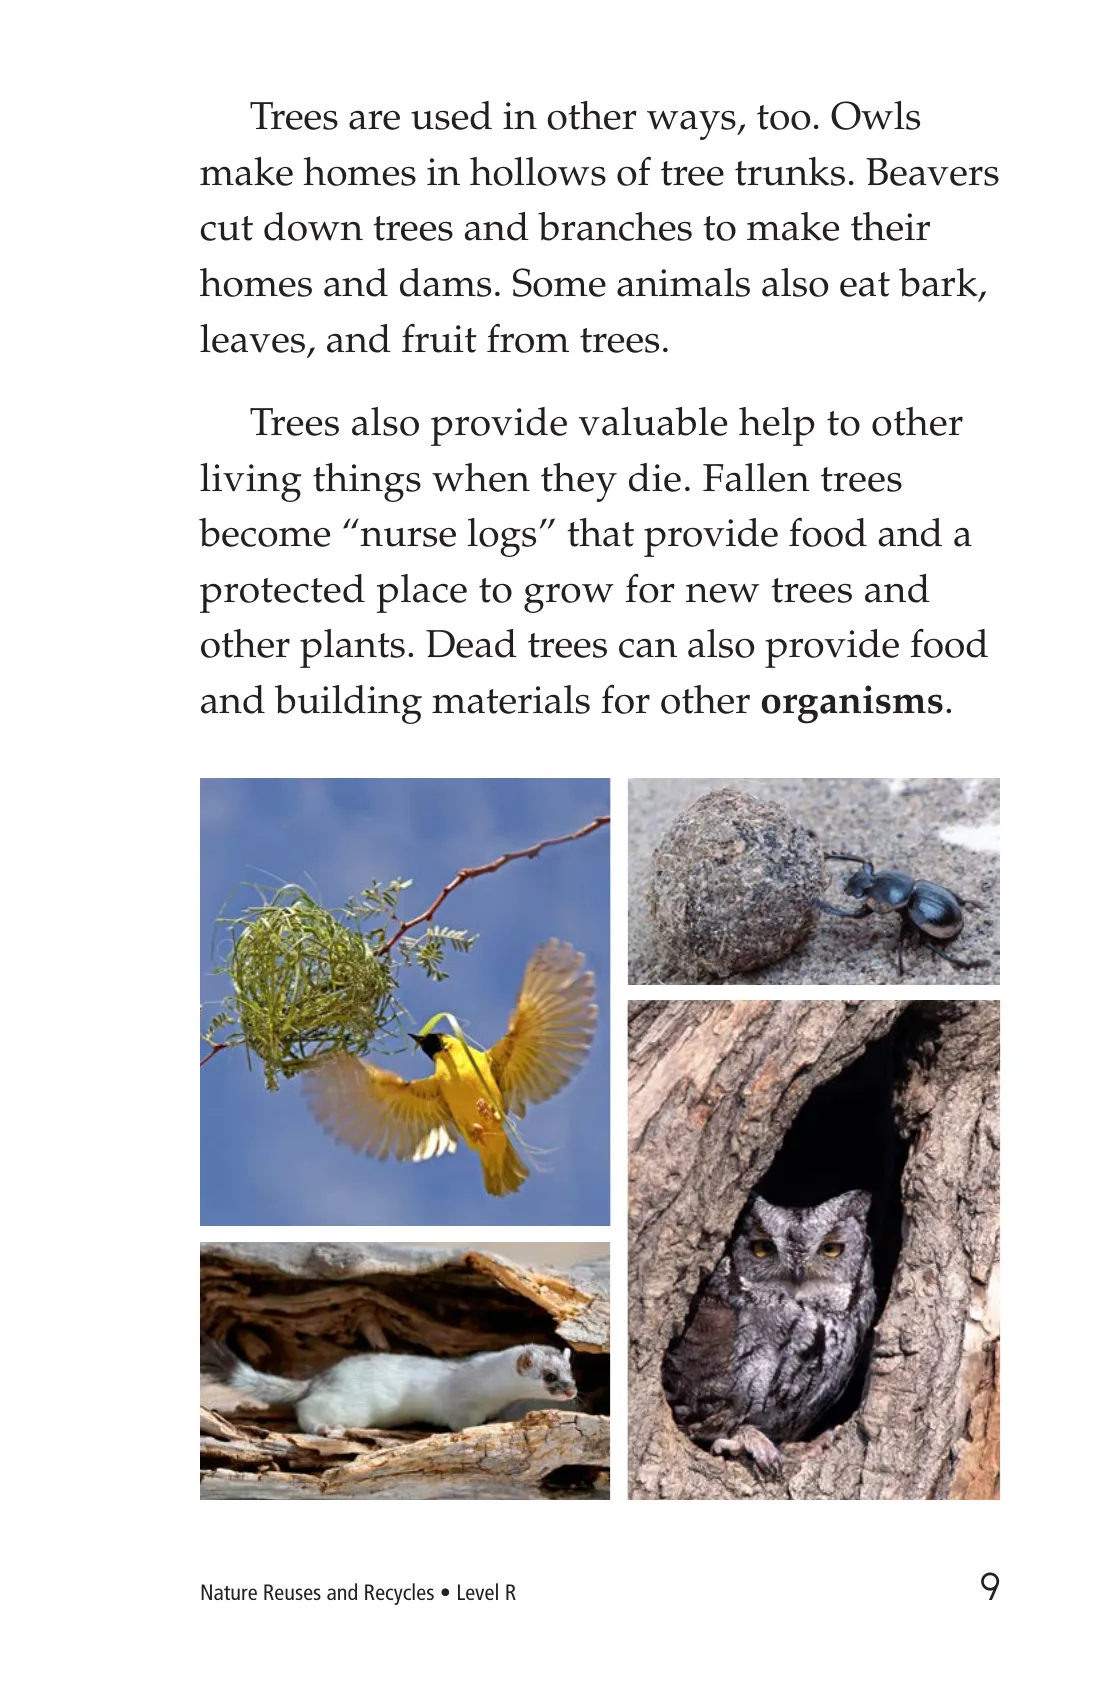 Trees are used in other ways, too. Owls
make homes in hollows of tree trunks. Beavers
cut down trees and branches to make their
homes and dams. Some animals also eat bark,
leaves, and fruit from trees.
Trees also provide valuable help to other
living things when they die. Fallen trees
become “nurse logs” that provide food and a
protected place to grow for new trees and
other plants. Dead trees can also provide food
and building materials for other organisms.
Nature Reuses and Recycles • Level R
9